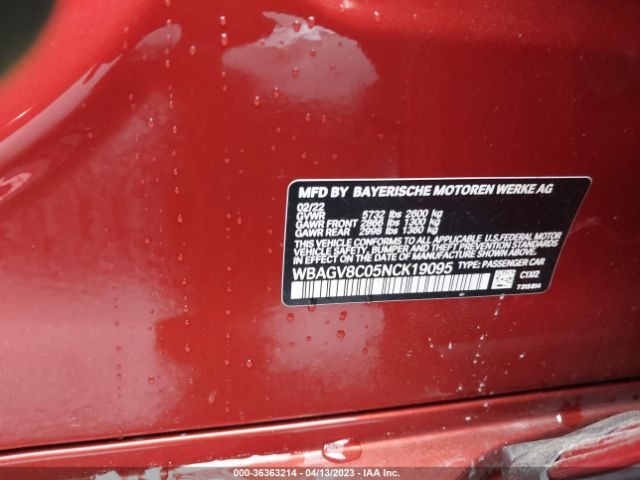 MFD BY BAYERISCHE MOTOREN WERKE AG
02/22
GVWR 5732 lbs 2600 kg
GAWR FRONT 2866 lbs 1300 kg
GAWR REAR 2998 lbs 1360 kg
THIS VEHICLE CONFORMS TO ALL APPLICABLE U.S. FEDERAL MOTOR
VEHICLE SAFETY, BUMPER, AND THEFT PREVENTION STANDARDS
IN EFFECT ON THE DATE OF MANUFACTURE SHOWN ABOVE.
WBAGV8C05NCK19095 TYPE: PASSENGER CAR
C1X/2
7315814
000-36363214 - 04/13/2023 - IAA Inc.